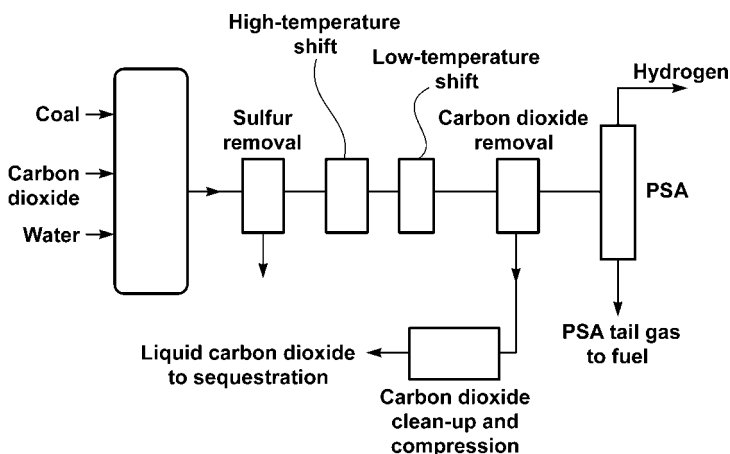 High-temperature
shift
Low-temperature
shift
Hydrogen
Coal
Sulfur
removal
Carbon dioxide
removal
Carbon
dioxide
PSA
Water
Liquid carbon dioxide
to sequestration
PSA tail gas
to fuel
Carbon dioxide
clean-up and
compression